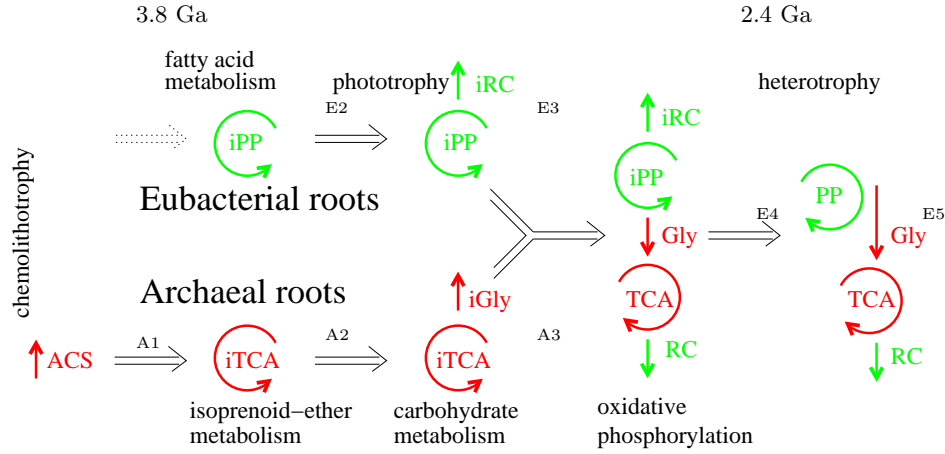 3.8 Ga
2.4 Ga
fatty acid
metabolism
phototrophy
heterotrophy
iRC
iRC
E2
E3
iPP
iPP
iPP
PP
Eubacterial roots
E4
E5
Gly
Gly
chemolithotrophy
Archaeal roots
iGly
TCA
TCA
A1
A2
A3
ACS
iTCA
iTCA
RC
RC
isoprenoid−ether
metabolism
carbohydrate
metabolism
oxidative
phosphorylation